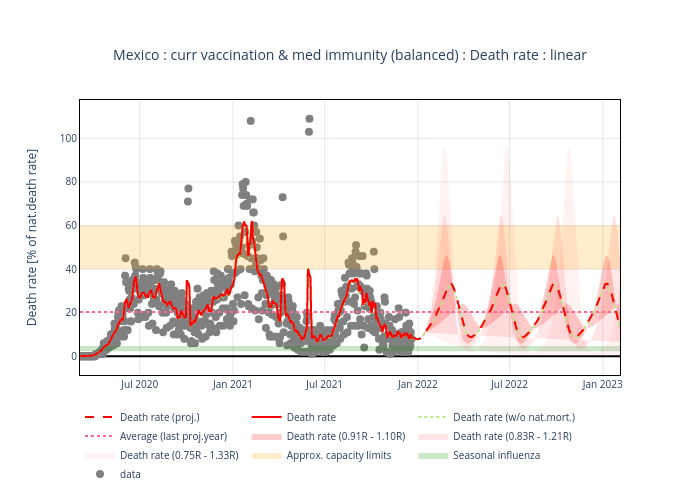 Mexico : curr vaccination & med immunity (balanced) : Death rate : linear
Death rate [% of nat.death rate]
100
80
60
40
20
0
Jul 2020
Jan 2021
Jul 2021
Jan 2022
Jul 2022
Jan 2023
Death rate (proj.)
Death rate
Death rate (w/o nat.mort.)
Average (last proj.year)
Death rate (0.91R - 1.10R)
Death rate (0.83R - 1.21R)
Death rate (0.75R - 1.33R)
Approx. capacity limits
Seasonal influenza
data